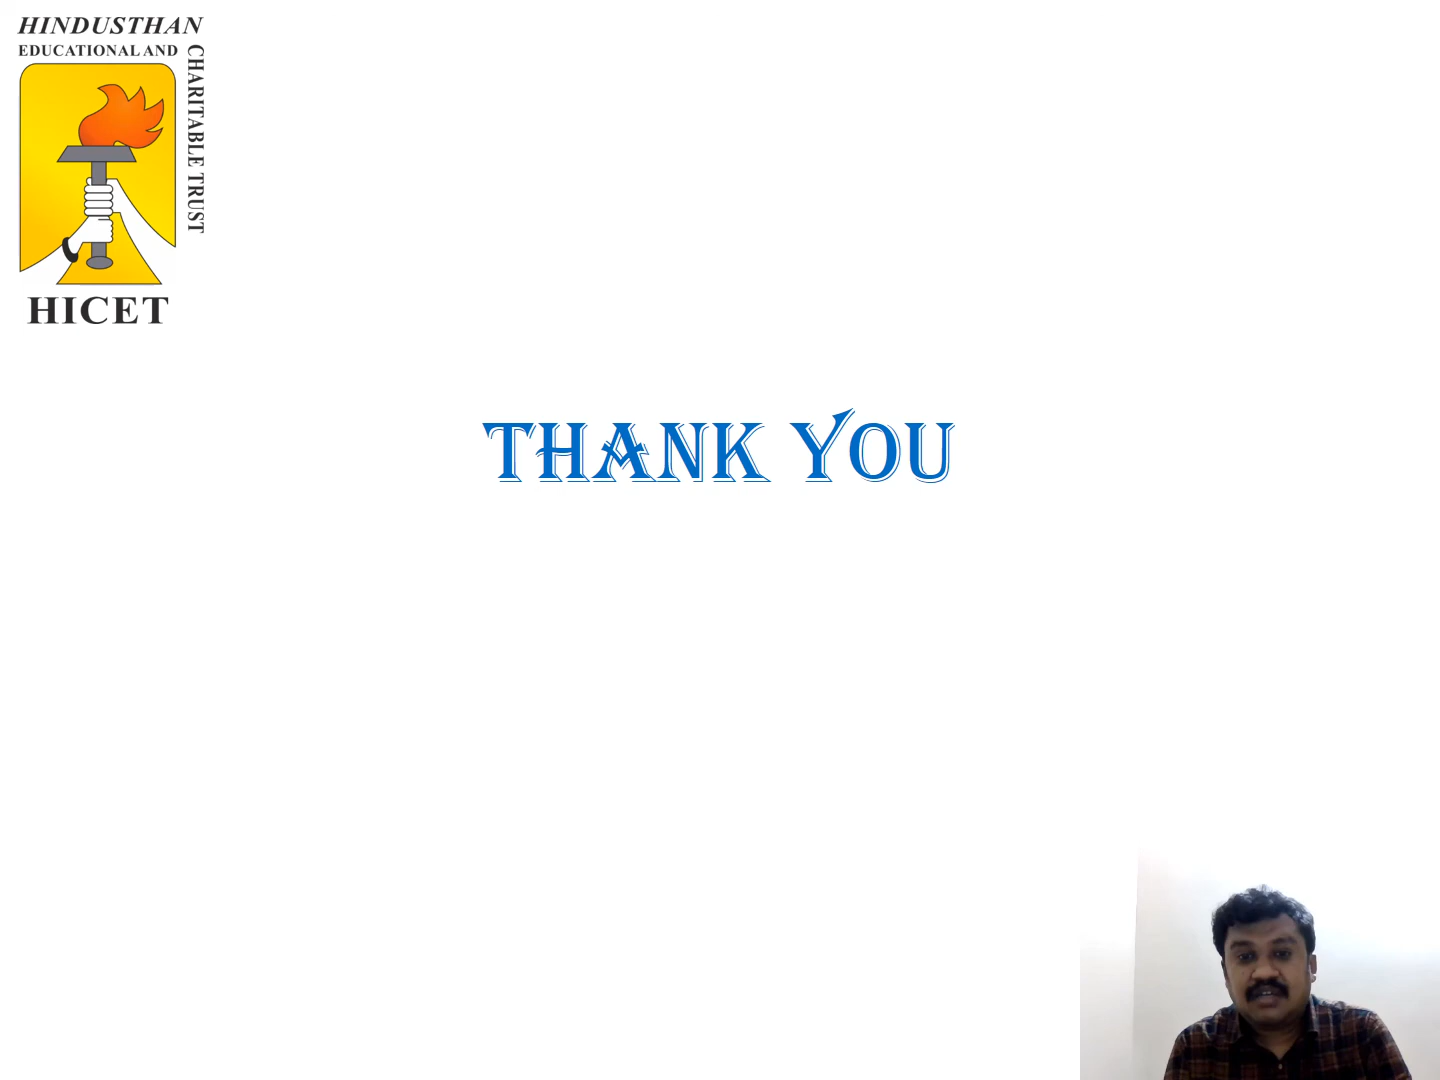 HINDUSTHAN
EDUCATIONAL AND
CHARITABLE TRUST
HICET
THANK YOU